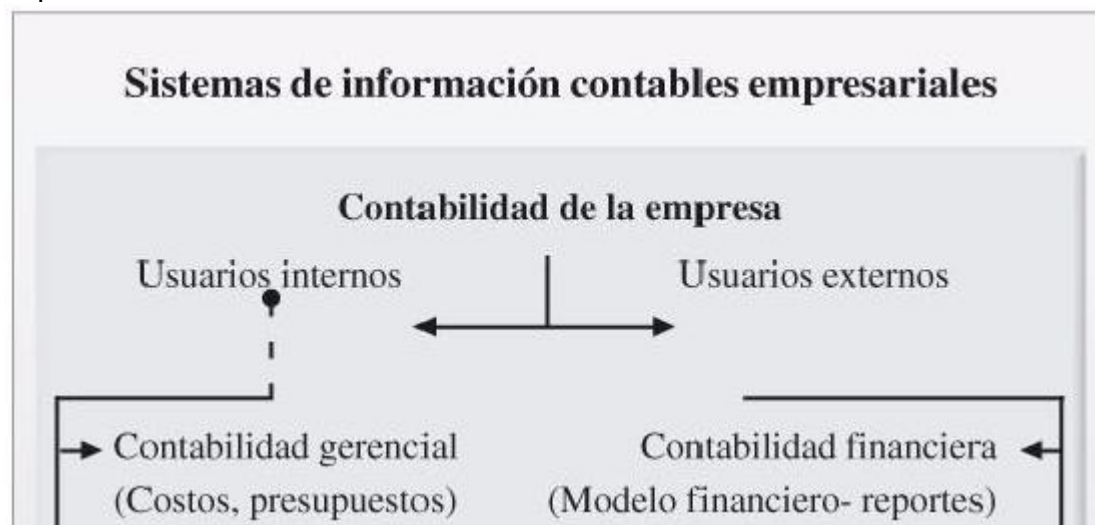 Sistemas de información contables empresariales
Contabilidad de la empresa
Usuarios internos
Usuarios externos
Contabilidad gerencial
(Costos, presupuestos)
Contabilidad financiera
(Modelo financiero- reportes)